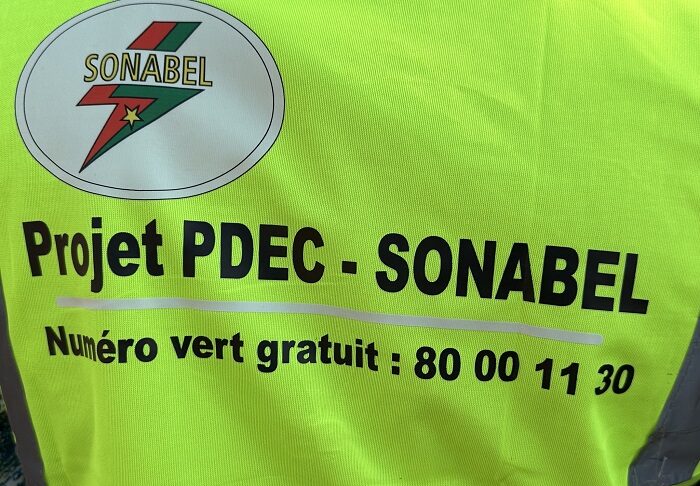 SONABEL
Projet PDEC - SONABEL
Numéro vert gratuit : 80 00 11 30